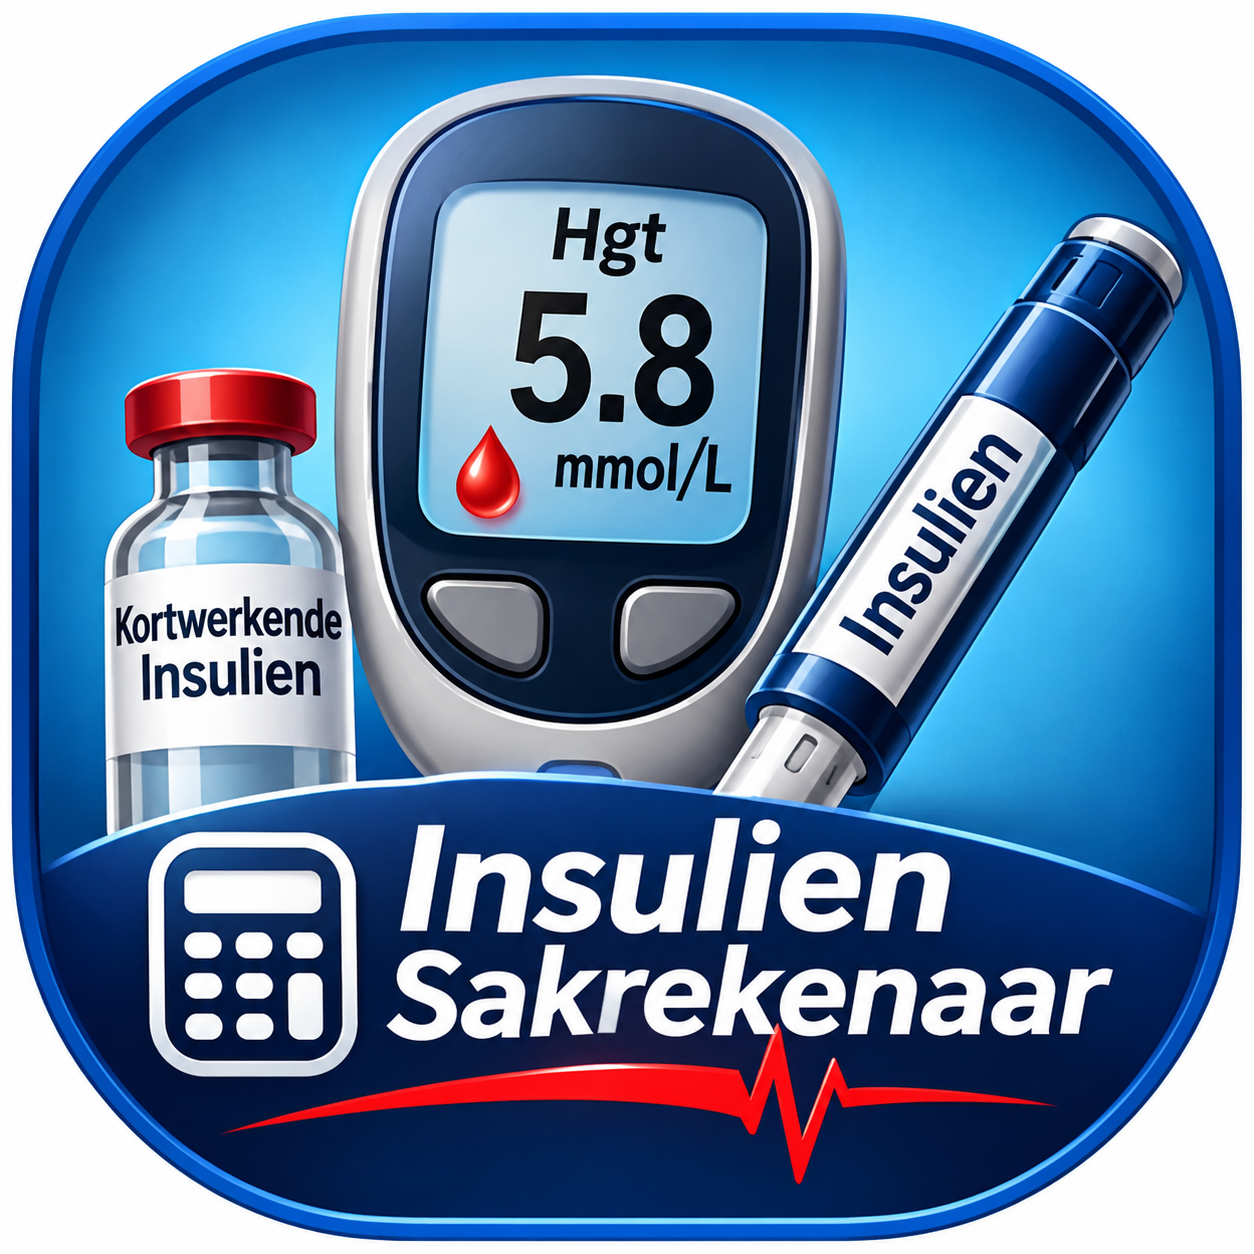 Hgt
5.8
mmol/L
Kortwerkende
Insulien
Insulien
Insulien
Sakrekenaar